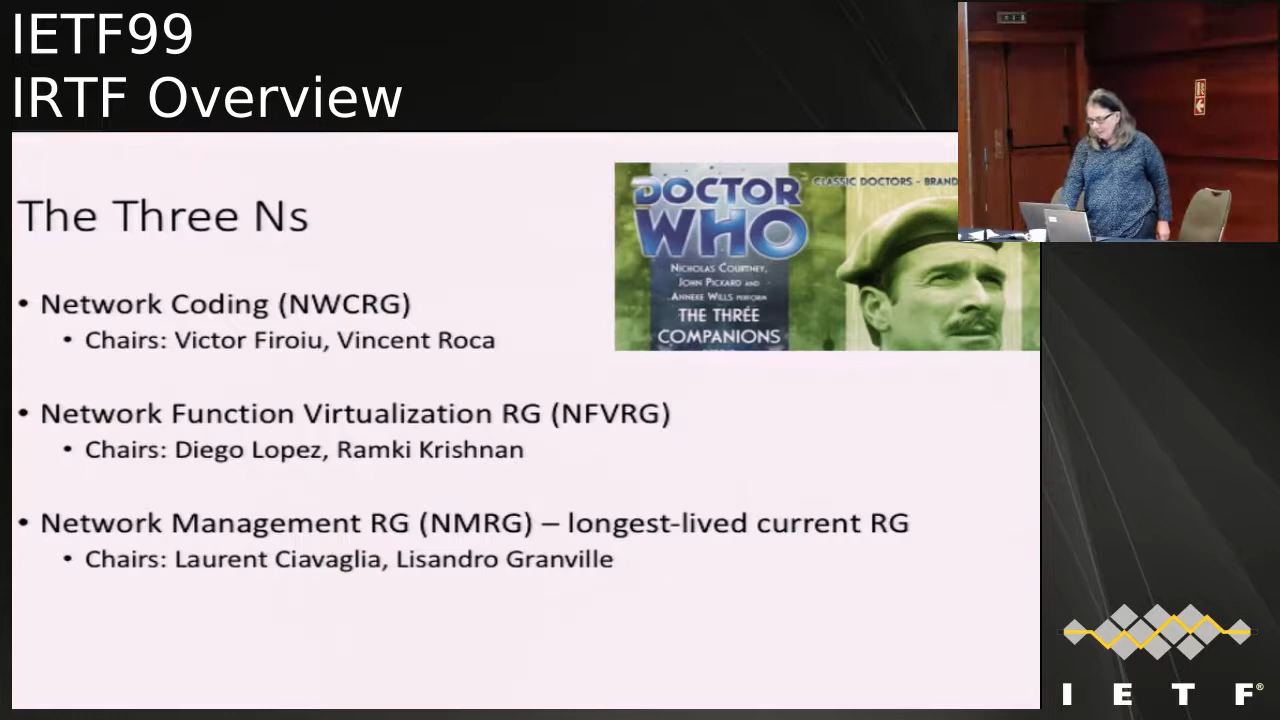 IETF99
IRTF Overview
The Three Ns
DOCTOR
WHO
CLASSIC DOCTORS - BRAND
NICHOLAS COURTNEY,
JOHN PICKARD AND
ANNEKE WILLS PERFORM
THE THREE
COMPANIONS
• Network Coding (NWCRG)
• Chairs: Victor Firoiu, Vincent Roca
• Network Function Virtualization RG (NFVRG)
• Chairs: Diego Lopez, Ramki Krishnan
• Network Management RG (NMRG) – longest-lived current RG
• Chairs: Laurent Ciavaglia, Lisandro Granville
I E T F®